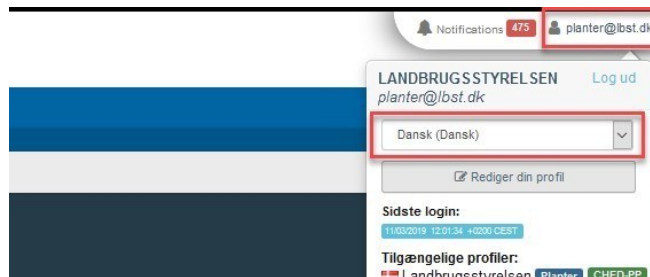 Notifications 475 planter@lbst.dk
LANDBRUGSSTYRELSEN Log ud
planter@lbst.dk
Dansk (Dansk)
Rediger din profil
Sidste login:
11/03/2019 12:01:34 +0200 CEST
Tilgængelige profiler:
Landbrugsstyrelsen Planter CHED-PP